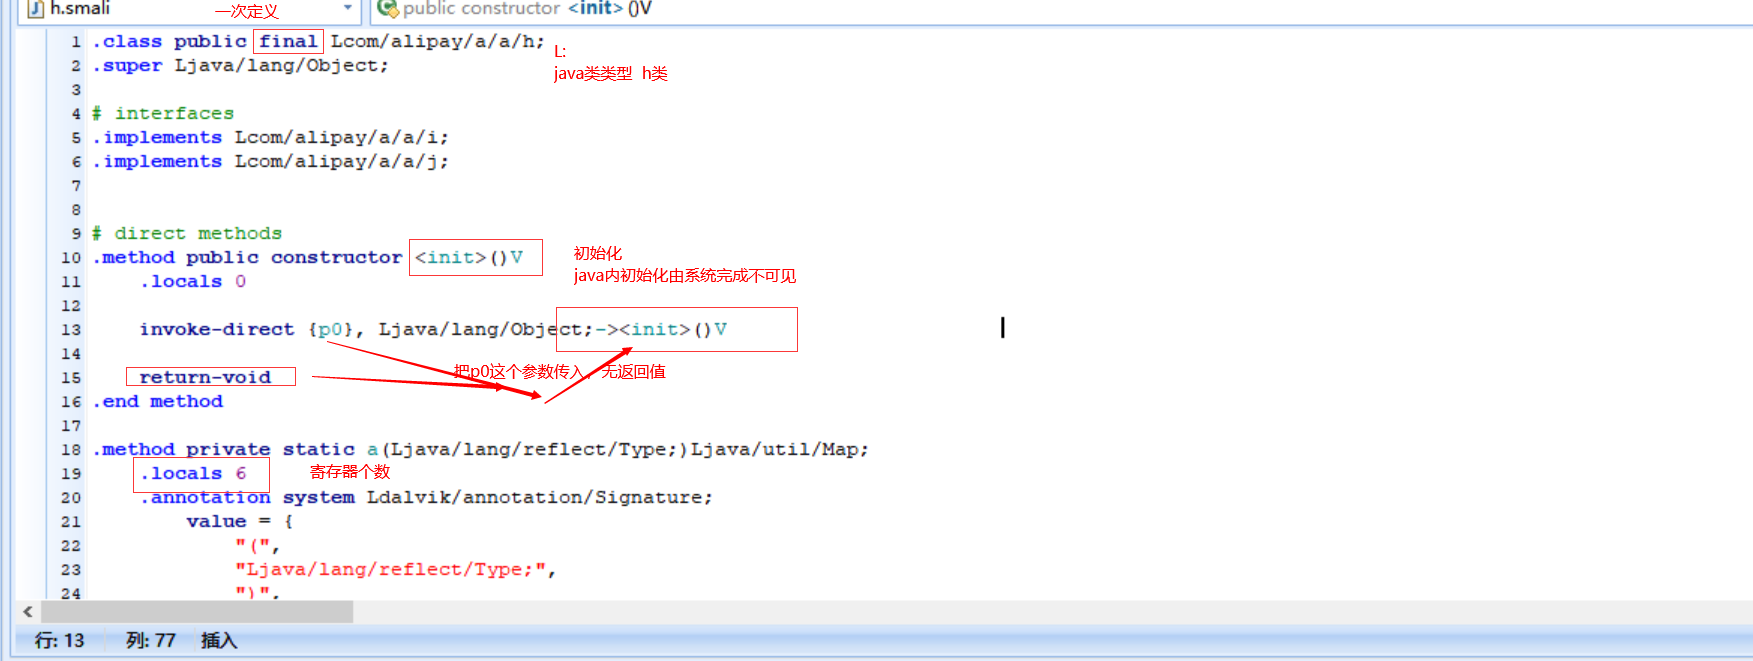 h.smali
一次定义
public constructor <init>()V
1 .class public final Lcom/alipay/a/a/h;
L:
2 .super Ljava/lang/Object;
java类类型 h类
3
4 # interfaces
5 .implements Lcom/alipay/a/a/i;
6 .implements Lcom/alipay/a/a/j;
7
8
9 # direct methods
10 .method public constructor <init>()V
初始化
java内初始化由系统完成不可见
11 .locals 0
12
13 invoke-direct {p0}, Ljava/lang/Object;-><init>()V
14
把p0这个参数传入，无返回值
15 return-void
16 .end method
17
18 .method private static a(Ljava/lang/reflect/Type;)Ljava/util/Map;
19 .locals 6
寄存器个数
20 .annotation system Ldalvik/annotation/Signature;
21 value = {
22 "(",
23 "Ljava/lang/reflect/Type;",
24 ")",
行: 13 列: 77 插入